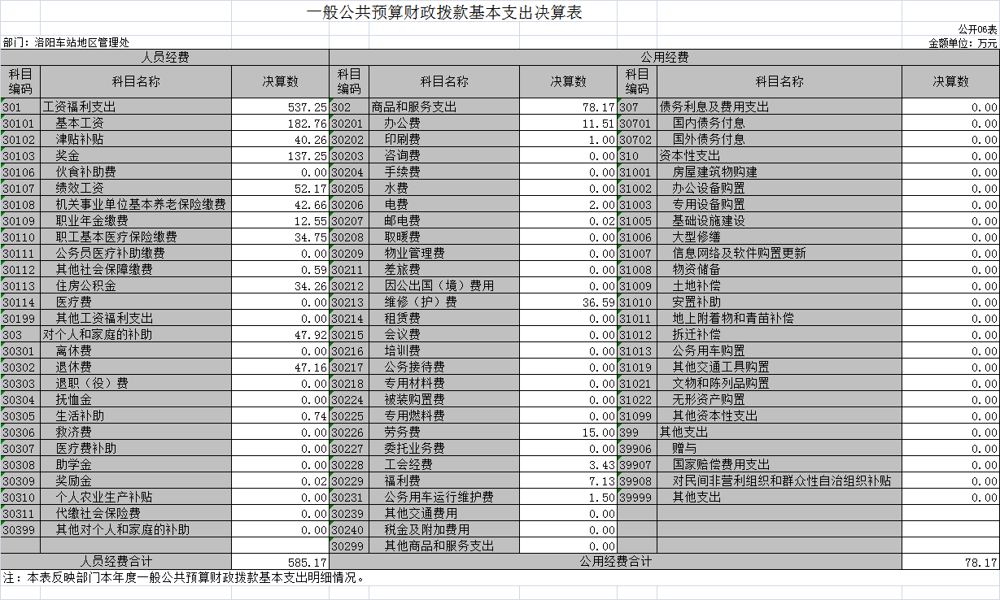 一般公共预算财政拨款基本支出决算表
公开06表
部门：洛阳车站地区管理处 金额单位：万元
人员经费 公用经费
科目编码 科目名称 决算数 科目编码 科目名称 决算数 科目编码 科目名称 决算数
301 工资福利支出 537.25 302 商品和服务支出 78.17 307 债务利息及费用支出 0.00
30101 基本工资 182.76 30201 办公费 11.51 30701 国内债务付息 0.00
30102 津贴补贴 40.26 30202 印刷费 1.00 30702 国外债务付息 0.00
30103 奖金 137.25 30203 咨询费 0.00 310 资本性支出 0.00
30106 伙食补助费 0.00 30204 手续费 0.00 31001 房屋建筑物购建 0.00
30107 绩效工资 52.17 30205 水费 0.00 31002 办公设备购置 0.00
30108 机关事业单位基本养老保险缴费 42.66 30206 电费 2.00 31003 专用设备购置 0.00
30109 职业年金缴费 12.55 30207 邮电费 0.02 31005 基础设施建设 0.00
30110 职工基本医疗保险缴费 34.75 30208 取暖费 0.00 31006 大型修缮 0.00
30111 公务员医疗补助缴费 0.00 30209 物业管理费 0.00 31007 信息网络及软件购置更新 0.00
30112 其他社会保障缴费 0.59 30211 差旅费 0.00 31008 物资储备 0.00
30113 住房公积金 34.26 30212 因公出国（境）费用 0.00 31009 土地补偿 0.00
30114 医疗费 0.00 30213 维修（护）费 36.59 31010 安置补助 0.00
30199 其他工资福利支出 0.00 30214 租赁费 0.00 31011 地上附着物和青苗补偿 0.00
303 对个人和家庭的补助 47.92 30215 会议费 0.00 31012 拆迁补偿 0.00
30301 离休费 0.00 30216 培训费 0.00 31013 公务用车购置 0.00
30302 退休费 47.16 30217 公务接待费 0.00 31019 其他交通工具购置 0.00
30303 退职（役）费 0.00 30218 专用材料费 0.00 31021 文物和陈列品购置 0.00
30304 抚恤金 0.00 30224 被装购置费 0.00 31022 无形资产购置 0.00
30305 生活补助 0.74 30225 专用燃料费 0.00 31099 其他资本性支出 0.00
30306 救济费 0.00 30226 劳务费 15.00 399 其他支出 0.00
30307 医疗费补助 0.00 30227 委托业务费 0.00 39906 赠与 0.00
30308 助学金 0.00 30228 工会经费 3.43 39907 国家赔偿费用支出 0.00
30309 奖励金 0.02 30229 福利费 7.13 39908 对民间非营利组织和群众性自治组织补贴 0.00
30310 个人农业生产补贴 0.00 30231 公务用车运行维护费 1.50 39999 其他支出 0.00
30311 代缴社会保险费 0.00 30239 其他交通费用 0.00
30399 其他对个人和家庭的补助 0.00 30240 税金及附加费用 0.00
30299 其他商品和服务支出 0.00
人员经费合计 585.17 公用经费合计 78.17
注：本表反映部门本年度一般公共预算财政拨款基本支出明细情况。